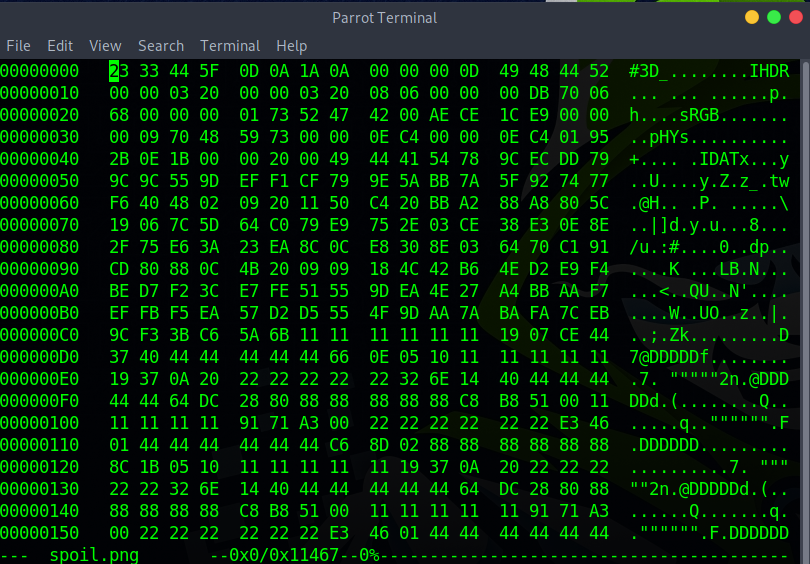 Parrot Terminal
File Edit View Search Terminal Help
00000000 23 33 44 5F 0D 0A 1A 0A 00 00 00 0D 49 48 44 52 #3D_........IHDR
00000010 00 00 03 20 00 00 03 20 08 06 00 00 00 DB 70 06 ... ... ......p.
00000020 68 00 00 00 01 73 52 47 42 00 AE CE 1C E9 00 00 h....sRGB.......
00000030 00 09 70 48 59 73 00 00 0E C4 00 00 0E C4 01 95 ..pHYs..........
00000040 2B 0E 1B 00 00 20 00 49 44 41 54 78 9C EC DD 79 +.... .IDATx...y
00000050 9C 9C 55 9D EF F1 CF 79 9E 5A BB 7A 5F 92 74 77 ..U....y.Z.z_.tw
00000060 F6 40 48 02 09 20 11 50 C4 20 BB A2 88 A8 80 5C .@H.. .P. .....\
00000070 19 06 7C 5D 64 C0 79 E9 75 2E 03 CE 38 E3 0E 8E ..|]d.y.u...8...
00000080 2F 75 E6 3A 23 EA 8C 0C E8 30 8E 03 64 70 C1 91 /u.:#....0..dp..
00000090 CD 80 88 0C 4B 20 09 09 18 4C 42 B6 4E D2 E9 F4 ....K ...LB.N...
000000A0 BE D7 F2 3C E7 FE 51 55 9D EA 4E 27 A4 BB AA F7 ...<..QU..N'....
000000B0 EF FB F5 EA 57 D2 D5 55 4F 9D AA 7A BA FA 7C EB ....W..UO..z..|.
000000C0 9C F3 3B C6 5A 6B 11 11 11 11 11 11 19 07 CE 44 ..;.Zk.........D
000000D0 37 40 44 44 44 44 44 66 0E 05 10 11 11 11 11 11 7@DDDDDf........
000000E0 19 37 0A 20 22 22 22 22 22 32 6E 14 40 44 44 44 .7. """""2n.@DDD
000000F0 44 44 64 DC 28 80 88 88 88 88 88 C8 B8 51 00 11 DDd.(........Q..
00000100 11 11 11 11 91 71 A3 00 22 22 22 22 22 22 E3 46 .....q.."""""".F
00000110 01 44 44 44 44 44 44 C6 8D 02 88 88 88 88 88 88 .DDDDDD.........
00000120 8C 1B 05 10 11 11 11 11 11 19 37 0A 20 22 22 22 ..........7. """
00000130 22 22 32 6E 14 40 44 44 44 44 44 64 DC 28 80 88 ""2n.@DDDDDd.(..
00000140 88 88 88 88 C8 B8 51 00 11 11 11 11 11 91 71 A3 ......Q.......q.
00000150 00 22 22 22 22 22 22 E3 46 01 44 44 44 44 44 44 ."""""".F.DDDDDD
--- spoil.png --0x0/0x11467--0%---------------------------------------